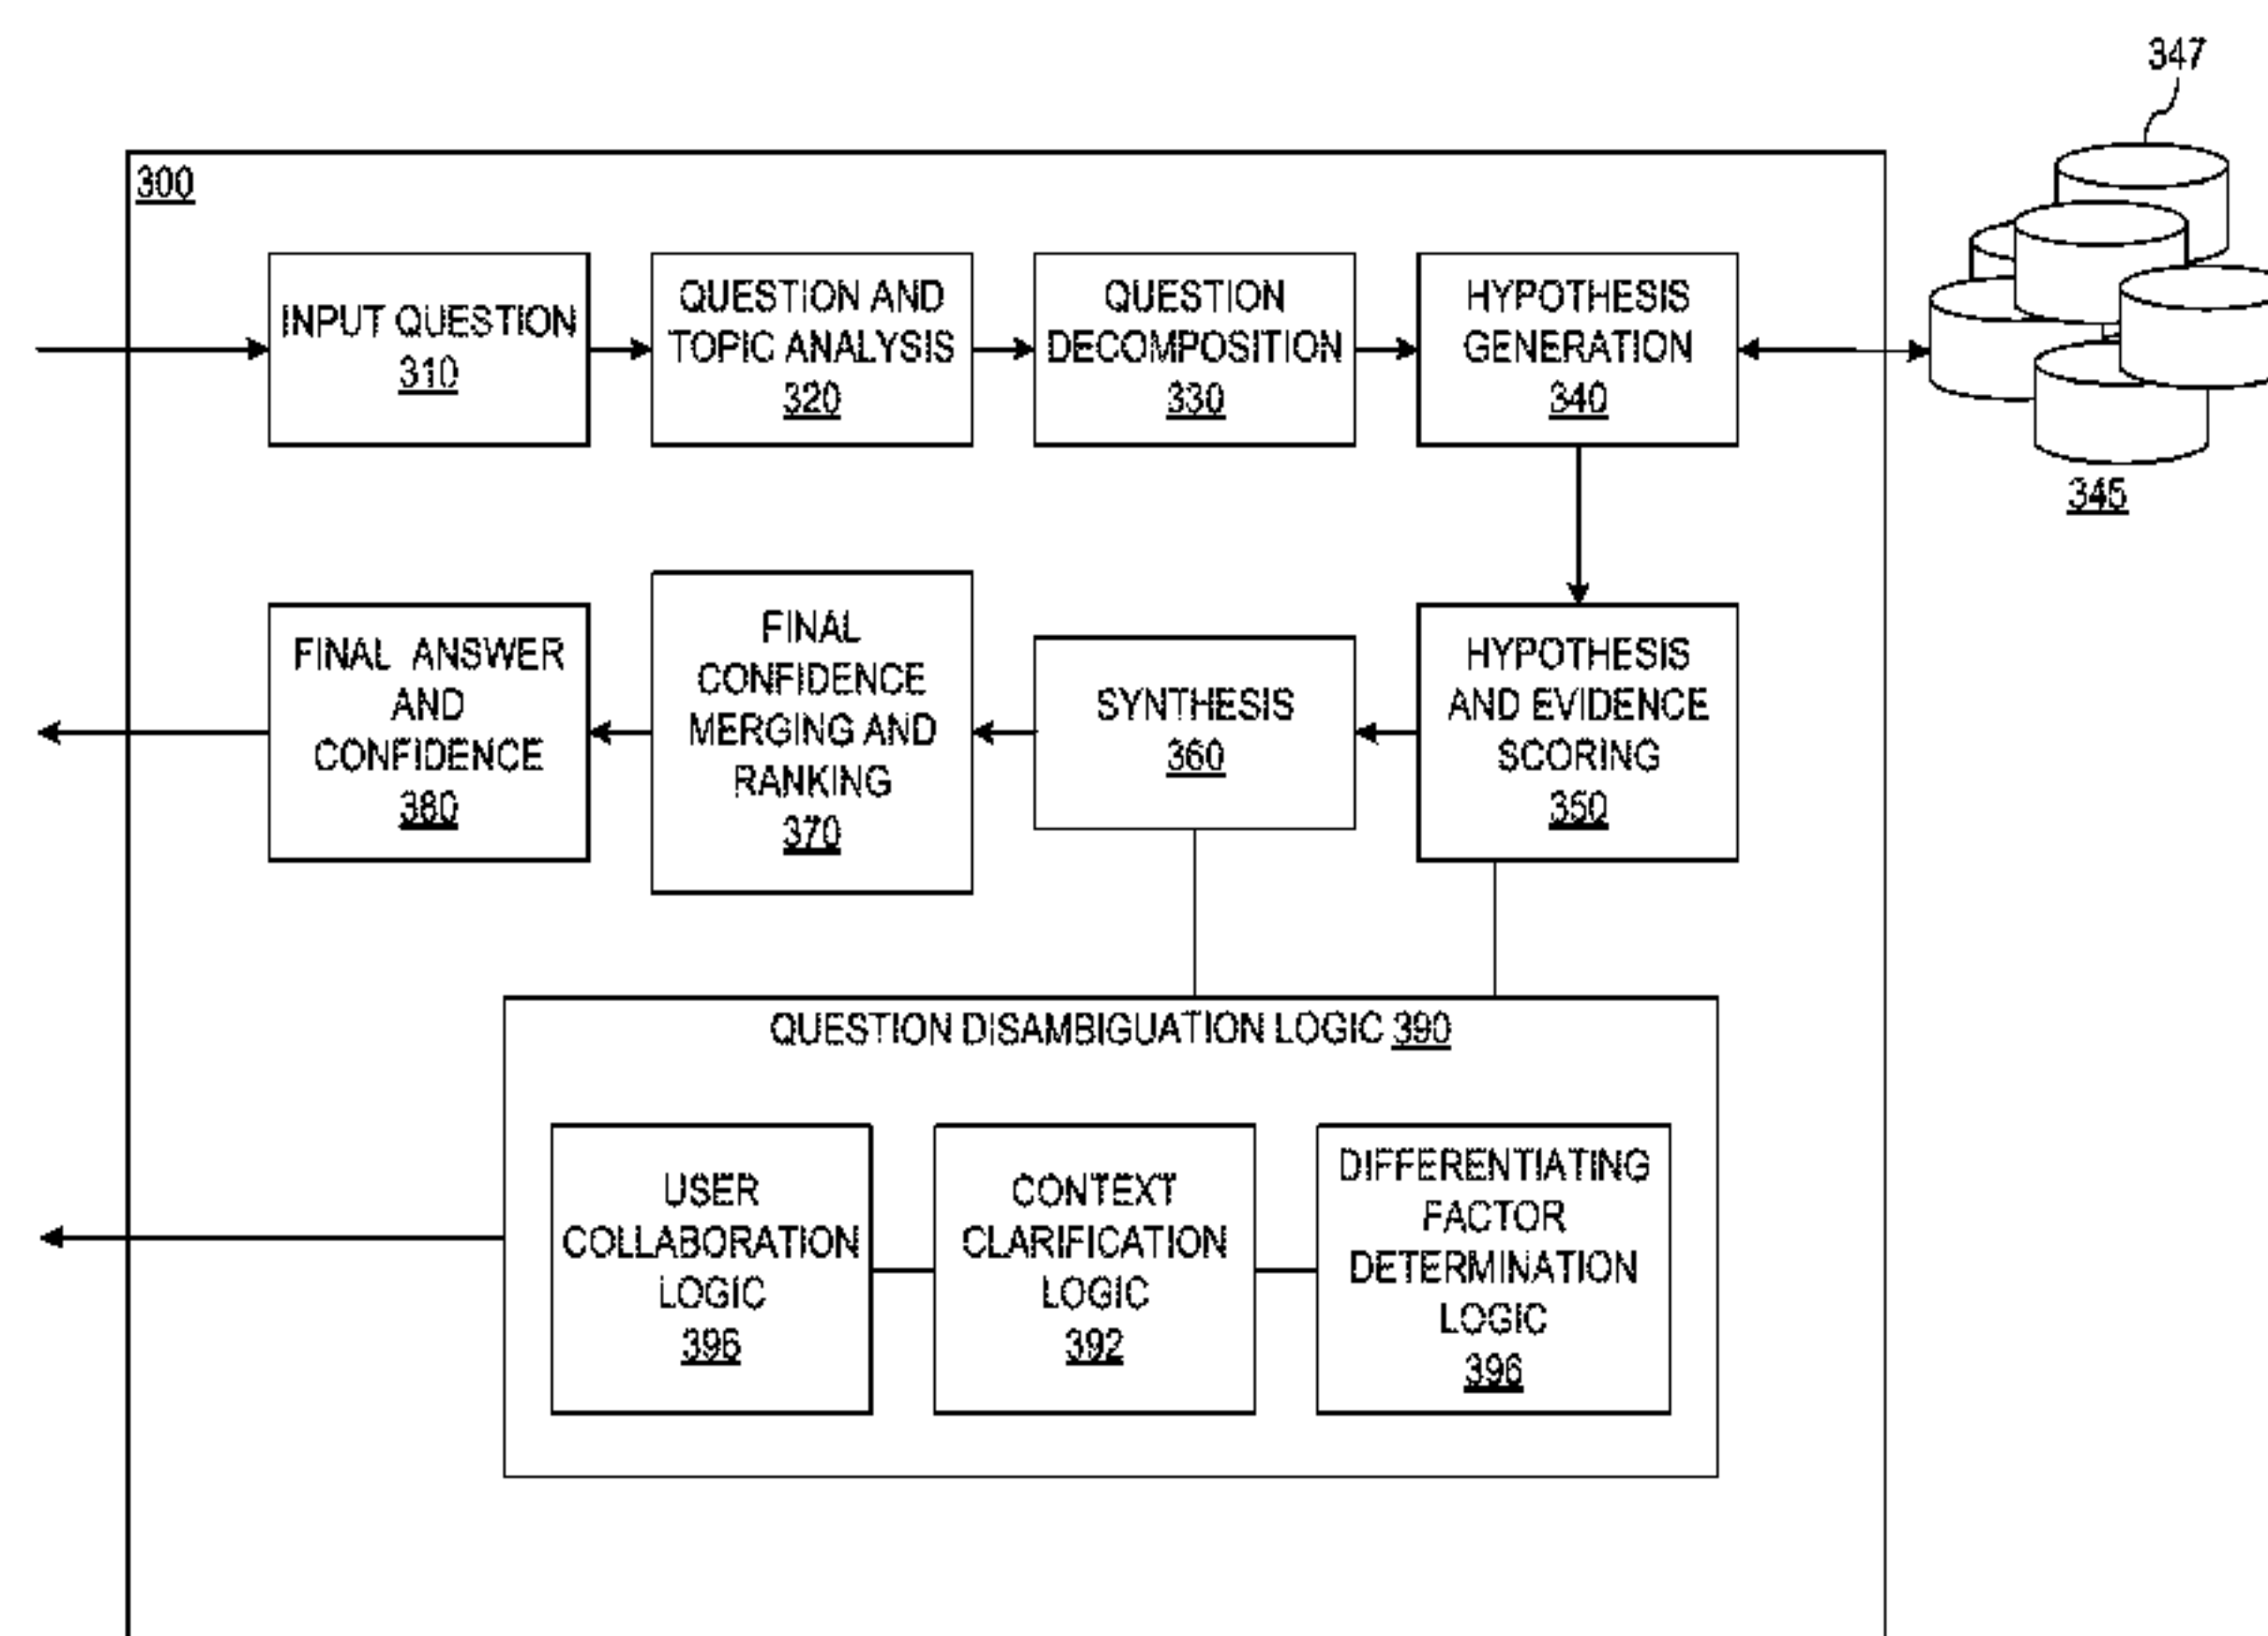 347
300
INPUT QUESTION
310
QUESTION AND
TOPIC ANALYSIS
320
QUESTION
DECOMPOSITION
330
HYPOTHESIS
GENERATION
340
345
FINAL ANSWER
AND
CONFIDENCE
380
FINAL
CONFIDENCE
MERGING AND
RANKING
370
SYNTHESIS
360
HYPOTHESIS
AND EVIDENCE
SCORING
350
QUESTION DISAMBIGUATION LOGIC 390
USER
COLLABORATION
LOGIC
396
CONTEXT
CLARIFICATION
LOGIC
392
DIFFERENTIATING
FACTOR
DETERMINATION
LOGIC
396